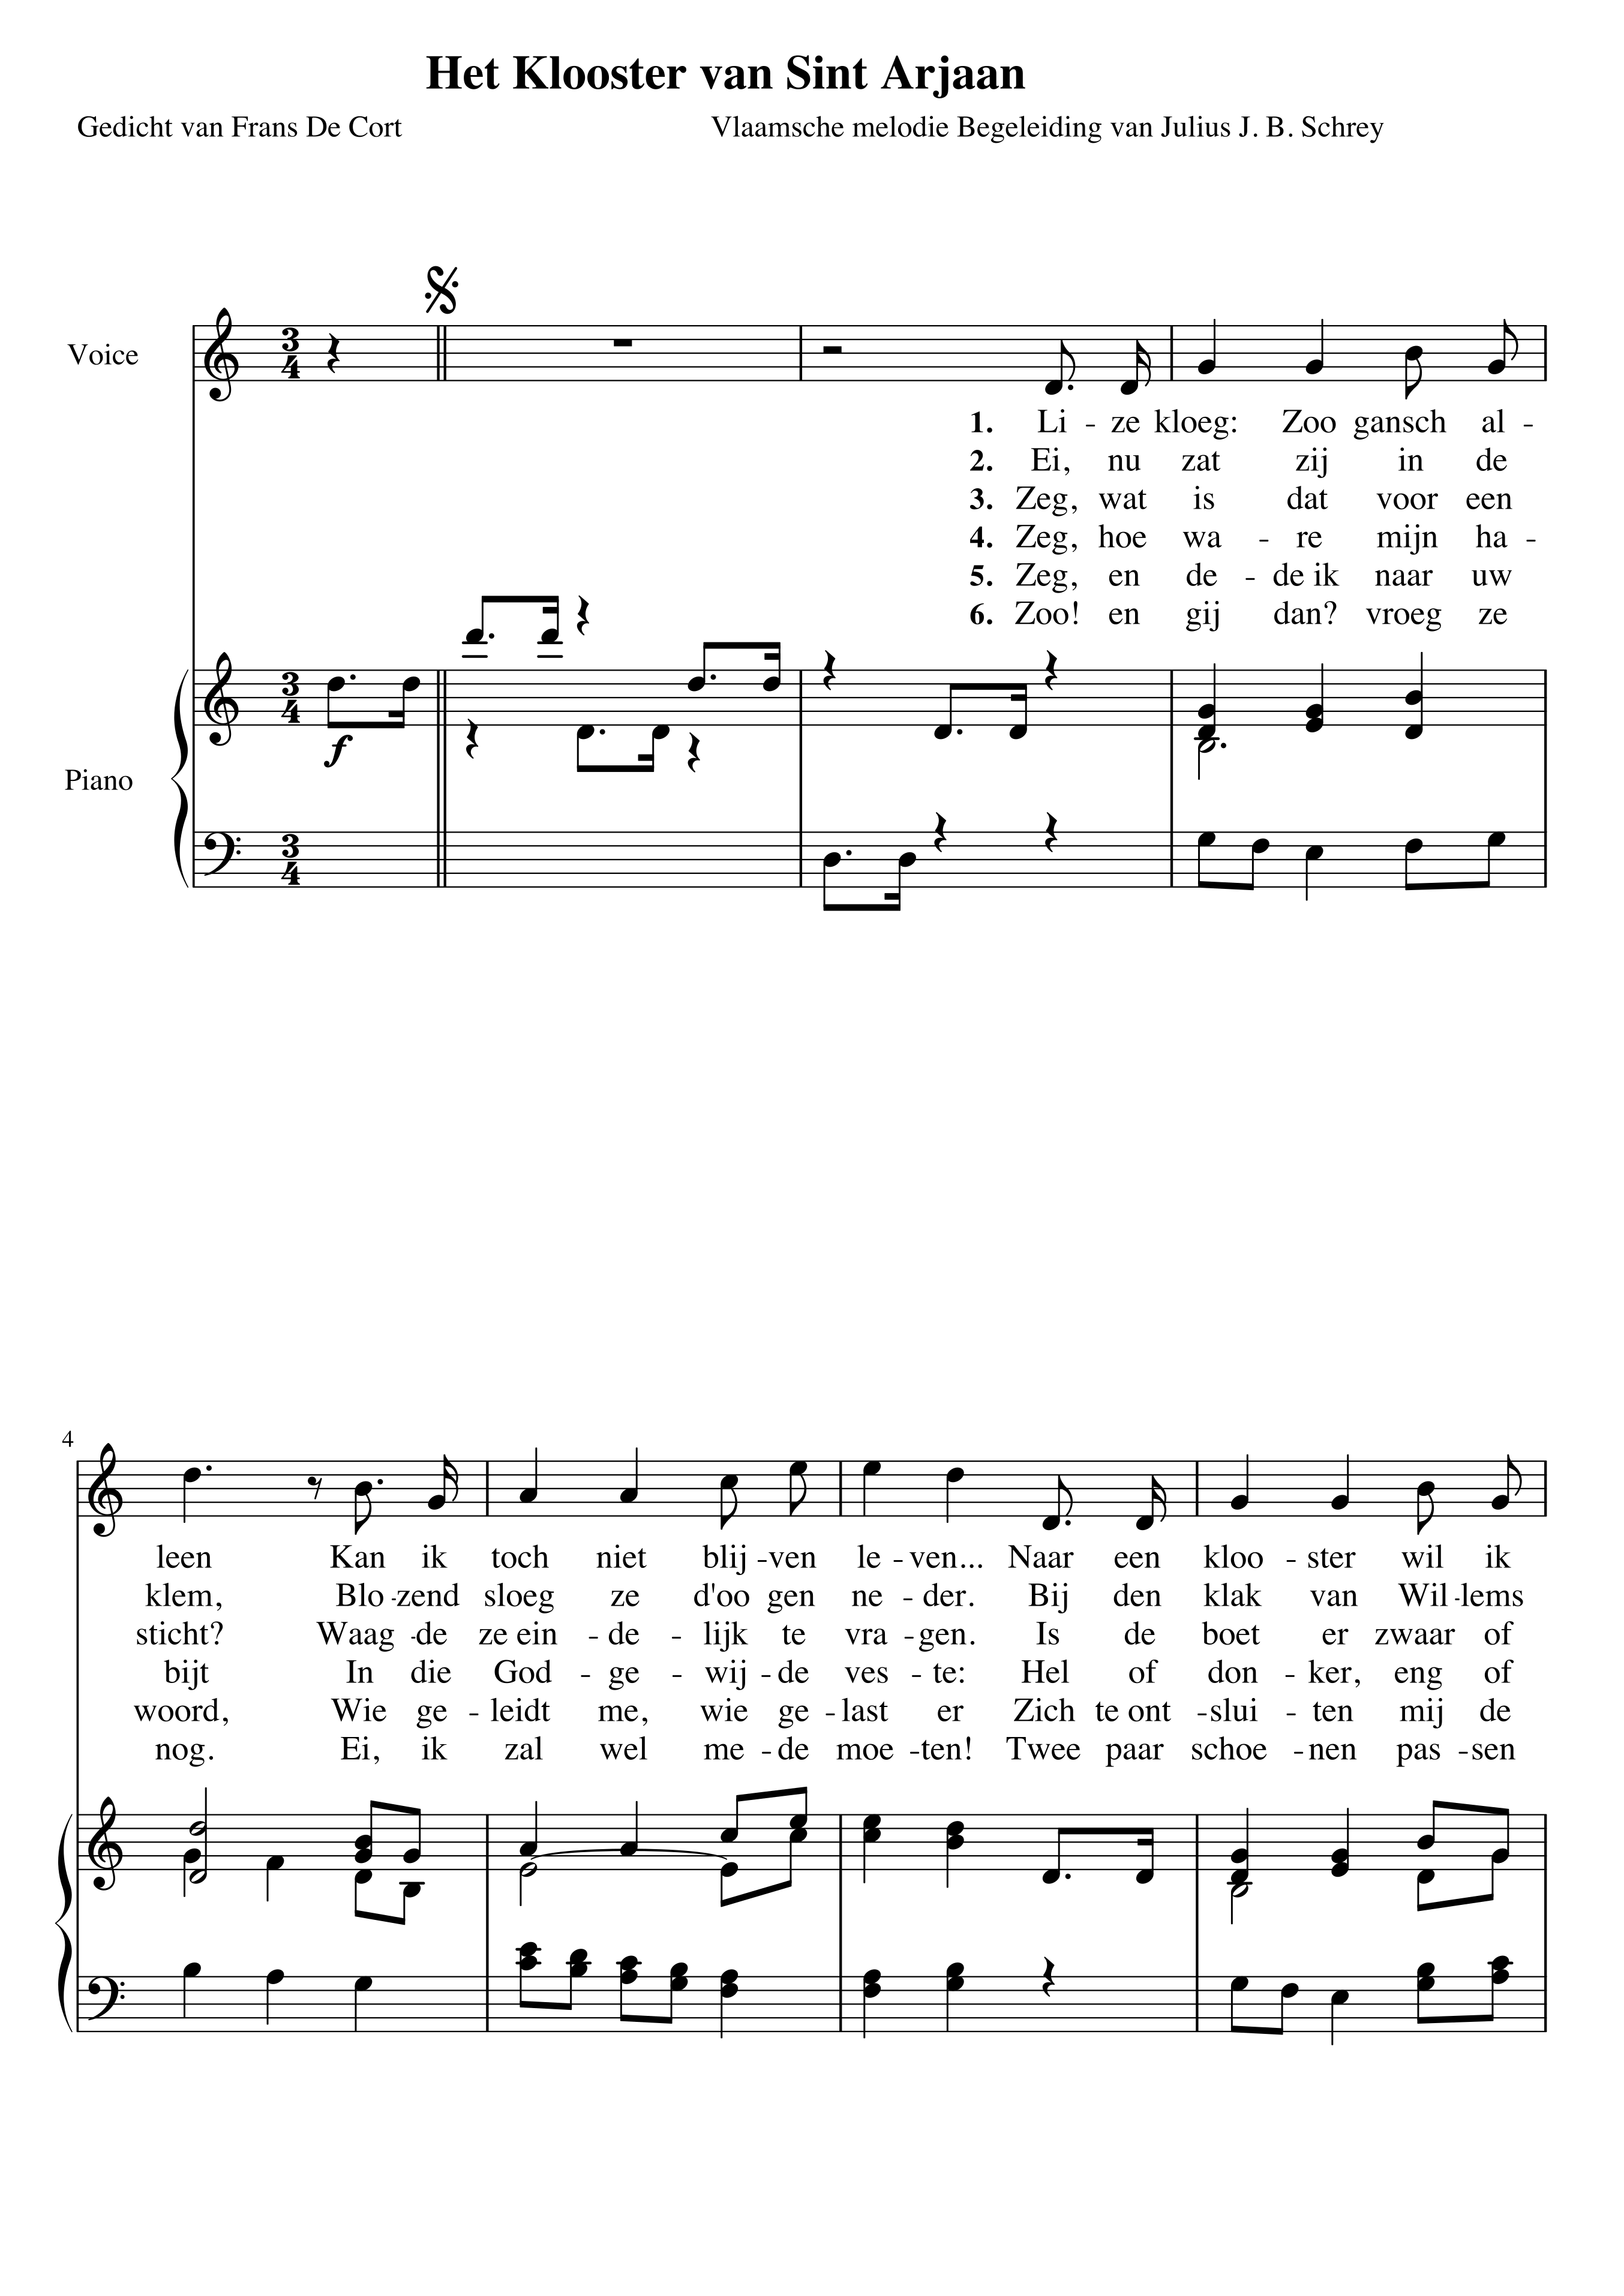 Het Klooster van Sint Arjaan
Gedicht van Frans De Cort
Vlaamsche melodie Begeleiding van Julius J. B. Schrey
Voice
1. Li - ze kloeg: Zoo gansch al -
2. Ei, nu zat zij in de
3. Zeg, wat is dat voor een
4. Zeg, hoe wa - re mijn ha -
5. Zeg, en de - de ik naar uw
6. Zoo! en gij dan? vroeg ze
Piano
f
4
leen Kan ik toch niet blij - ven le - ven... Naar een kloo - ster wil ik
klem, Blo - zend sloeg ze d'oo gen ne - der. Bij den klak van Wil - lems
sticht? Waag - de ze ein - de - lijk te vra - gen. Is de boet er zwaar of
bijt In die God - ge - wij - de ves - te: Hel of don - ker, eng of
woord, Wie ge - leidt me, wie ge - last er Zich te ont - slui - ten mij de
nog. Ei, ik zal wel me - de moe - ten! Twee paar schoe - nen pas - sen